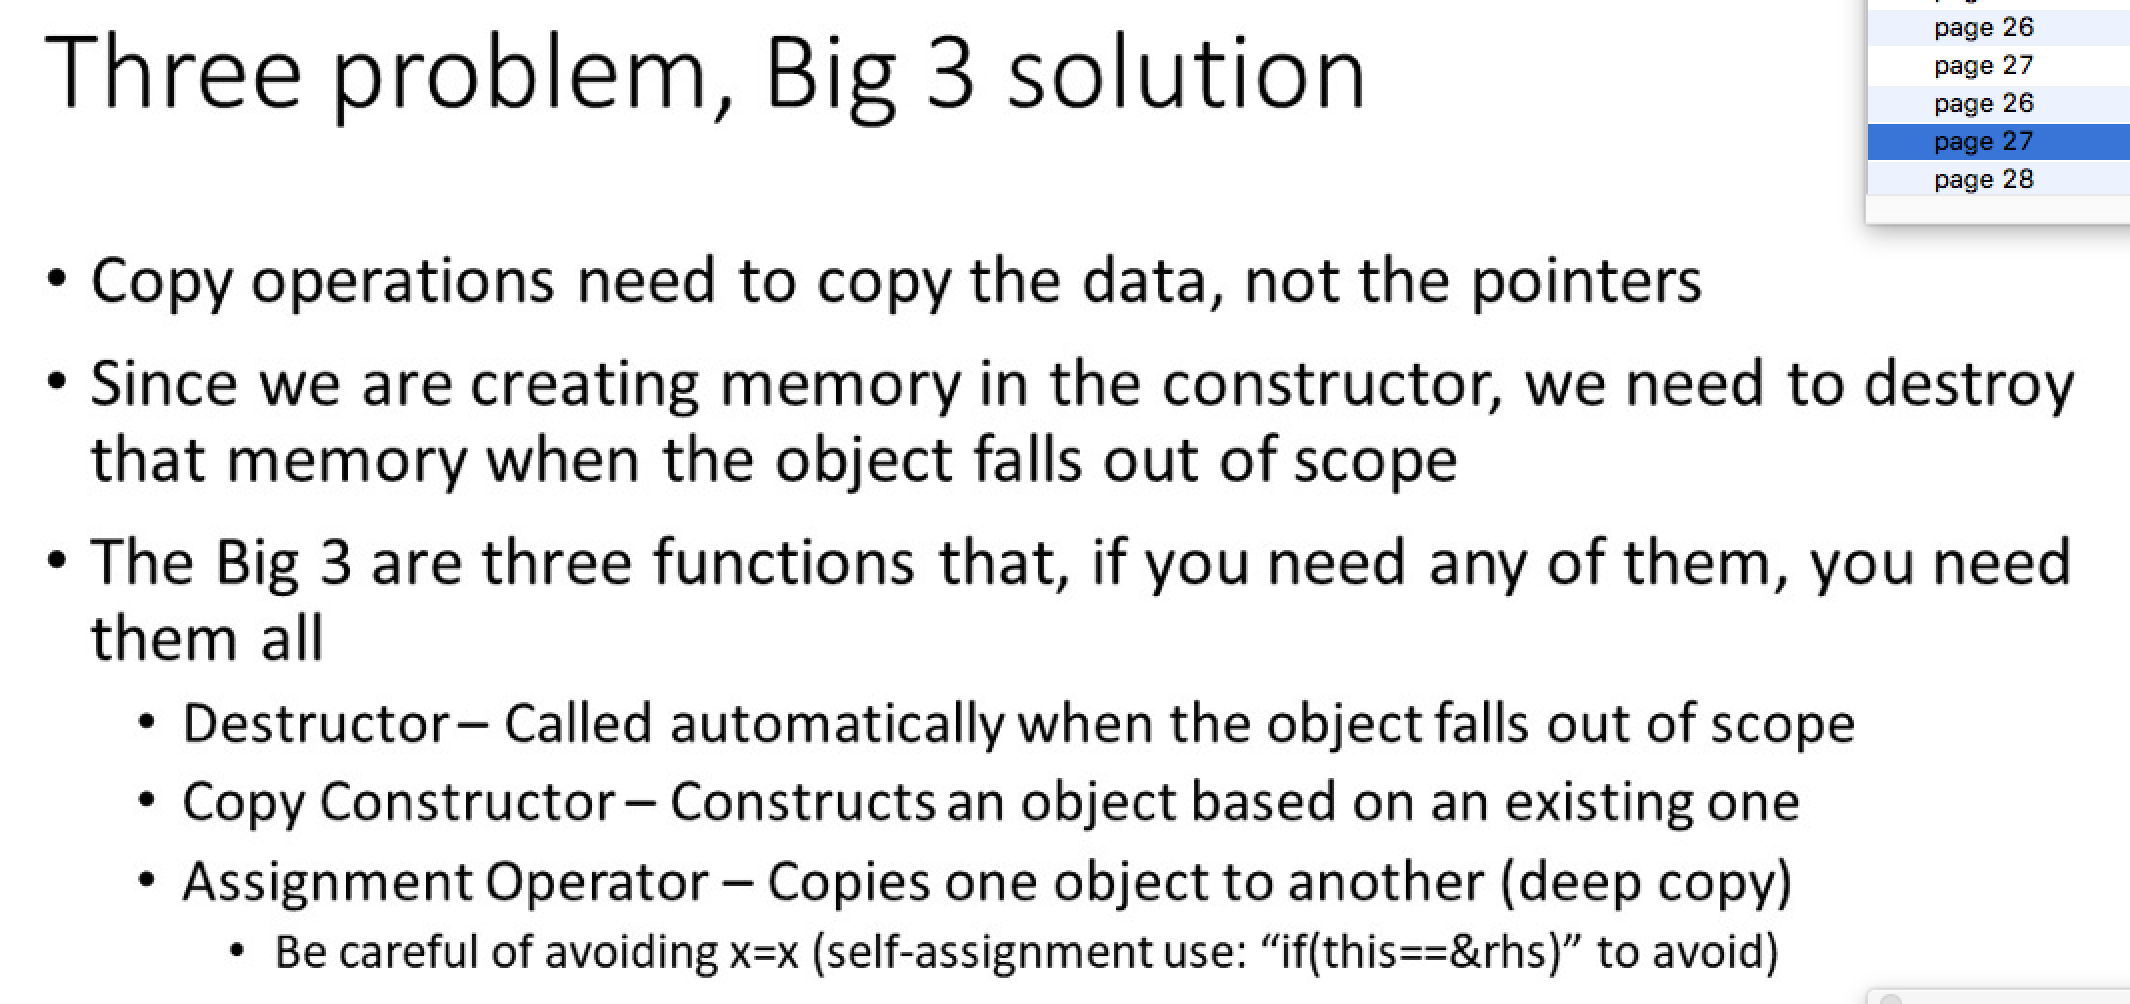 Three problem, Big 3 solution
page 26
page 27
page 26
page 27
page 28
• Copy operations need to copy the data, not the pointers
• Since we are creating memory in the constructor, we need to destroy
that memory when the object falls out of scope
• The Big 3 are three functions that, if you need any of them, you need
them all
• Destructor – Called automatically when the object falls out of scope
• Copy Constructor – Constructs an object based on an existing one
• Assignment Operator – Copies one object to another (deep copy)
• Be careful of avoiding x=x (self-assignment use: “if(this==&rhs)” to avoid)